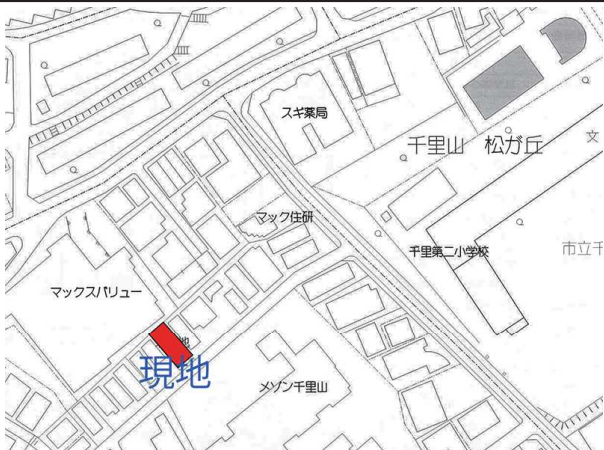 スギ薬局
千里山 松が丘
文
マック住研
千里第二小学校
市立千
マックスバリュー
地
現地
メゾン千里山